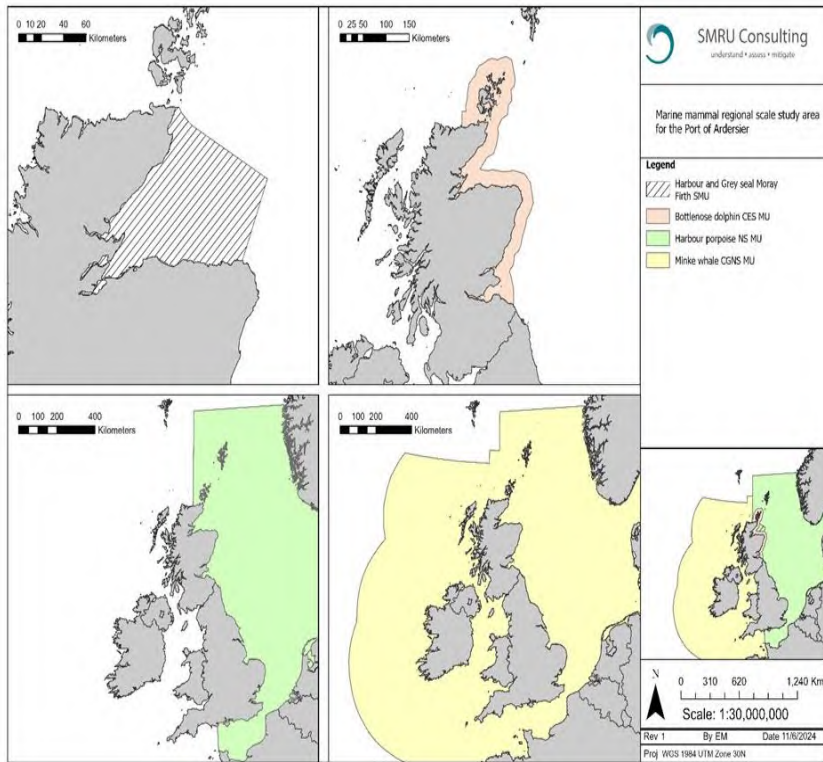 0 10 20 40 60
Kilometers
0 25 50 100 150
Kilometers
SMRU Consulting
understand • assess • mitigate
Marine mammal regional scale study area
for the Port of Ardersier
Legend
Harbour and Grey seal Moray
Firth SMU
Bottlenose dolphin CES MU
Harbour porpoise NS MU
Minke whale CGNS MU
0 100 200 400
Kilometers
0 100 200 400
Kilometers
N
0 310 620 1,240 Km
Scale: 1:30,000,000
Rev 1 By EM Date 11/6/2024
Proj WGS 1984 UTM Zone 30N